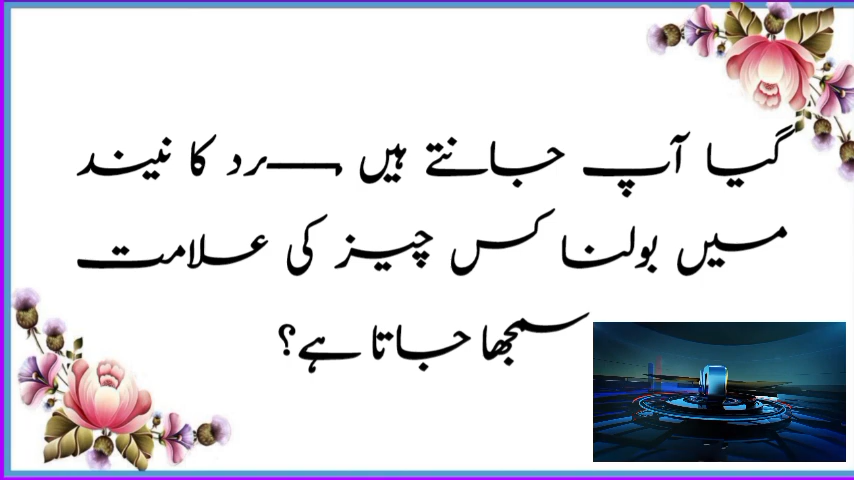 گیا آپ جانتے ہیں مرد کا نیند
میں بولنا کس چیز کی علامت
سمجھا جاتا ہے؟